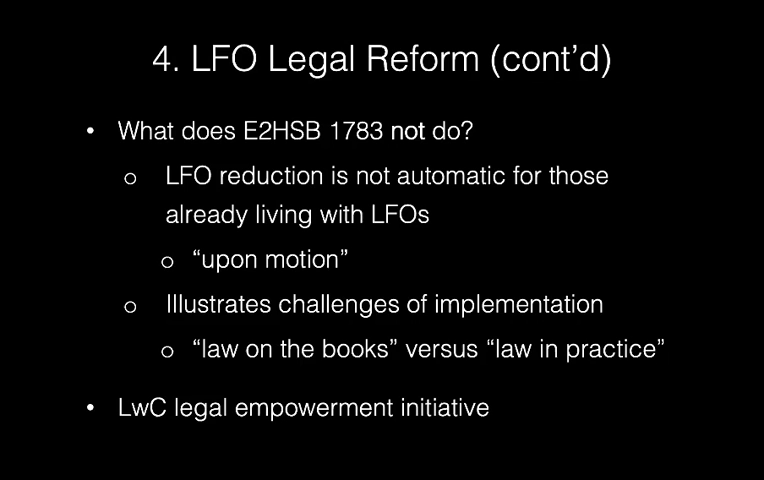 4. LFO Legal Reform (cont’d)
• What does E2HSB 1783 not do?
o LFO reduction is not automatic for those
already living with LFOs
o “upon motion”
o Illustrates challenges of implementation
o “law on the books” versus “law in practice”
• LwC legal empowerment initiative